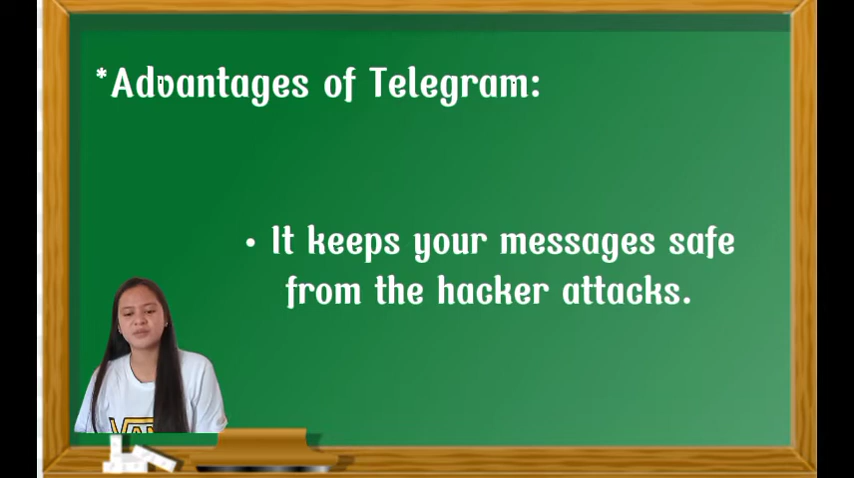 *Advantages of Telegram:
• It keeps your messages safe
from the hacker attacks.